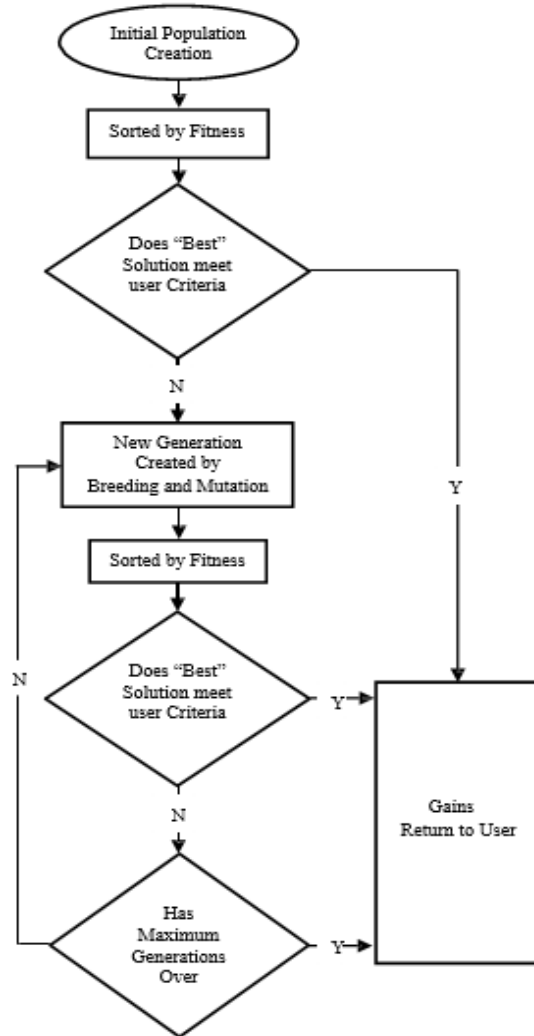 Initial Population
Creation
Sorted by Fitness
Does “Best”
Solution meet
user Criteria
N
New Generation
Created by
Breeding and Mutation
Y
Sorted by Fitness
Does “Best”
Solution meet
user Criteria
N
Y
N
Gains
Return to User
Has
Maximum
Generations
Over
Y